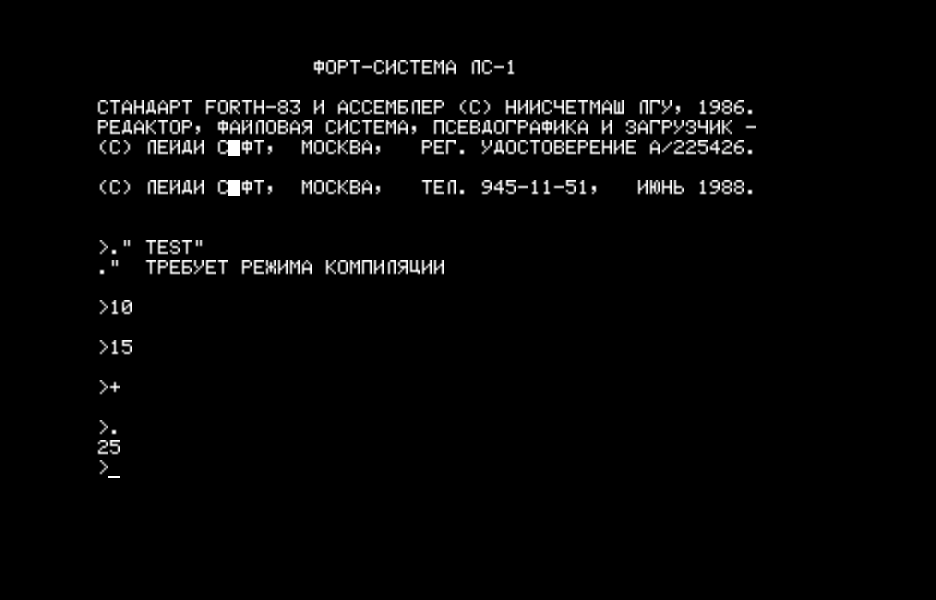 ФОРТ-СИСТЕМА ЛС-1
СТАНДАРТ FORTH-83 И АССЕМБЛЕР (С) НИИСЧЕТМАШ ЛГУ, 1986.
РЕДАКТОР, ФАЙЛОВАЯ СИСТЕМА, ПСЕВДОГРАФИКА И ЗАГРУЗЧИК -
(С) ЛЕЙДИ С█ФТ, МОСКВА, РЕГ. УДОСТОВЕРЕНИЕ А/225426.
(С) ЛЕЙДИ С█ФТ, МОСКВА, ТЕЛ. 945-11-51, ИЮНЬ 1988.
>." TEST"
." ТРЕБУЕТ РЕЖИМА КОМПИЛЯЦИИ
>10
>15
>+
>.
25
>_